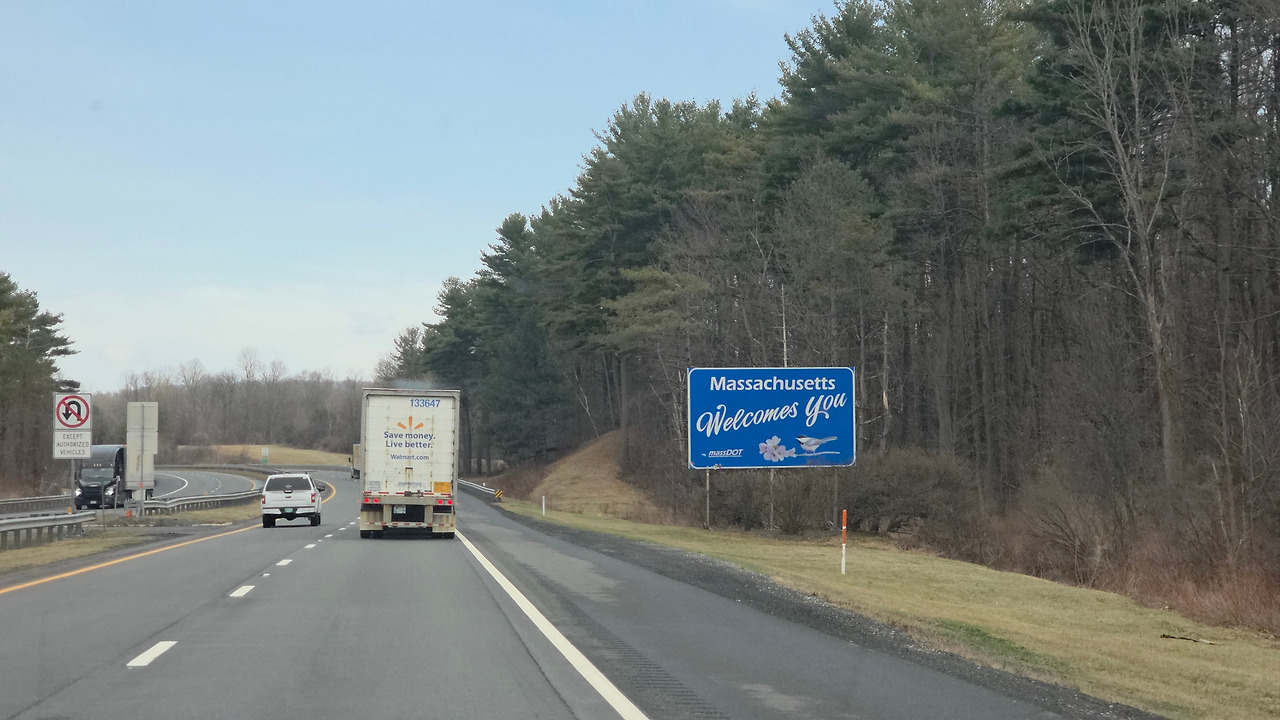 EXCEPT
AUTHORIZED
VEHICLES
133647
Save money.
Live better.
Walmart.com
Massachusetts
Welcomes You
massDOT